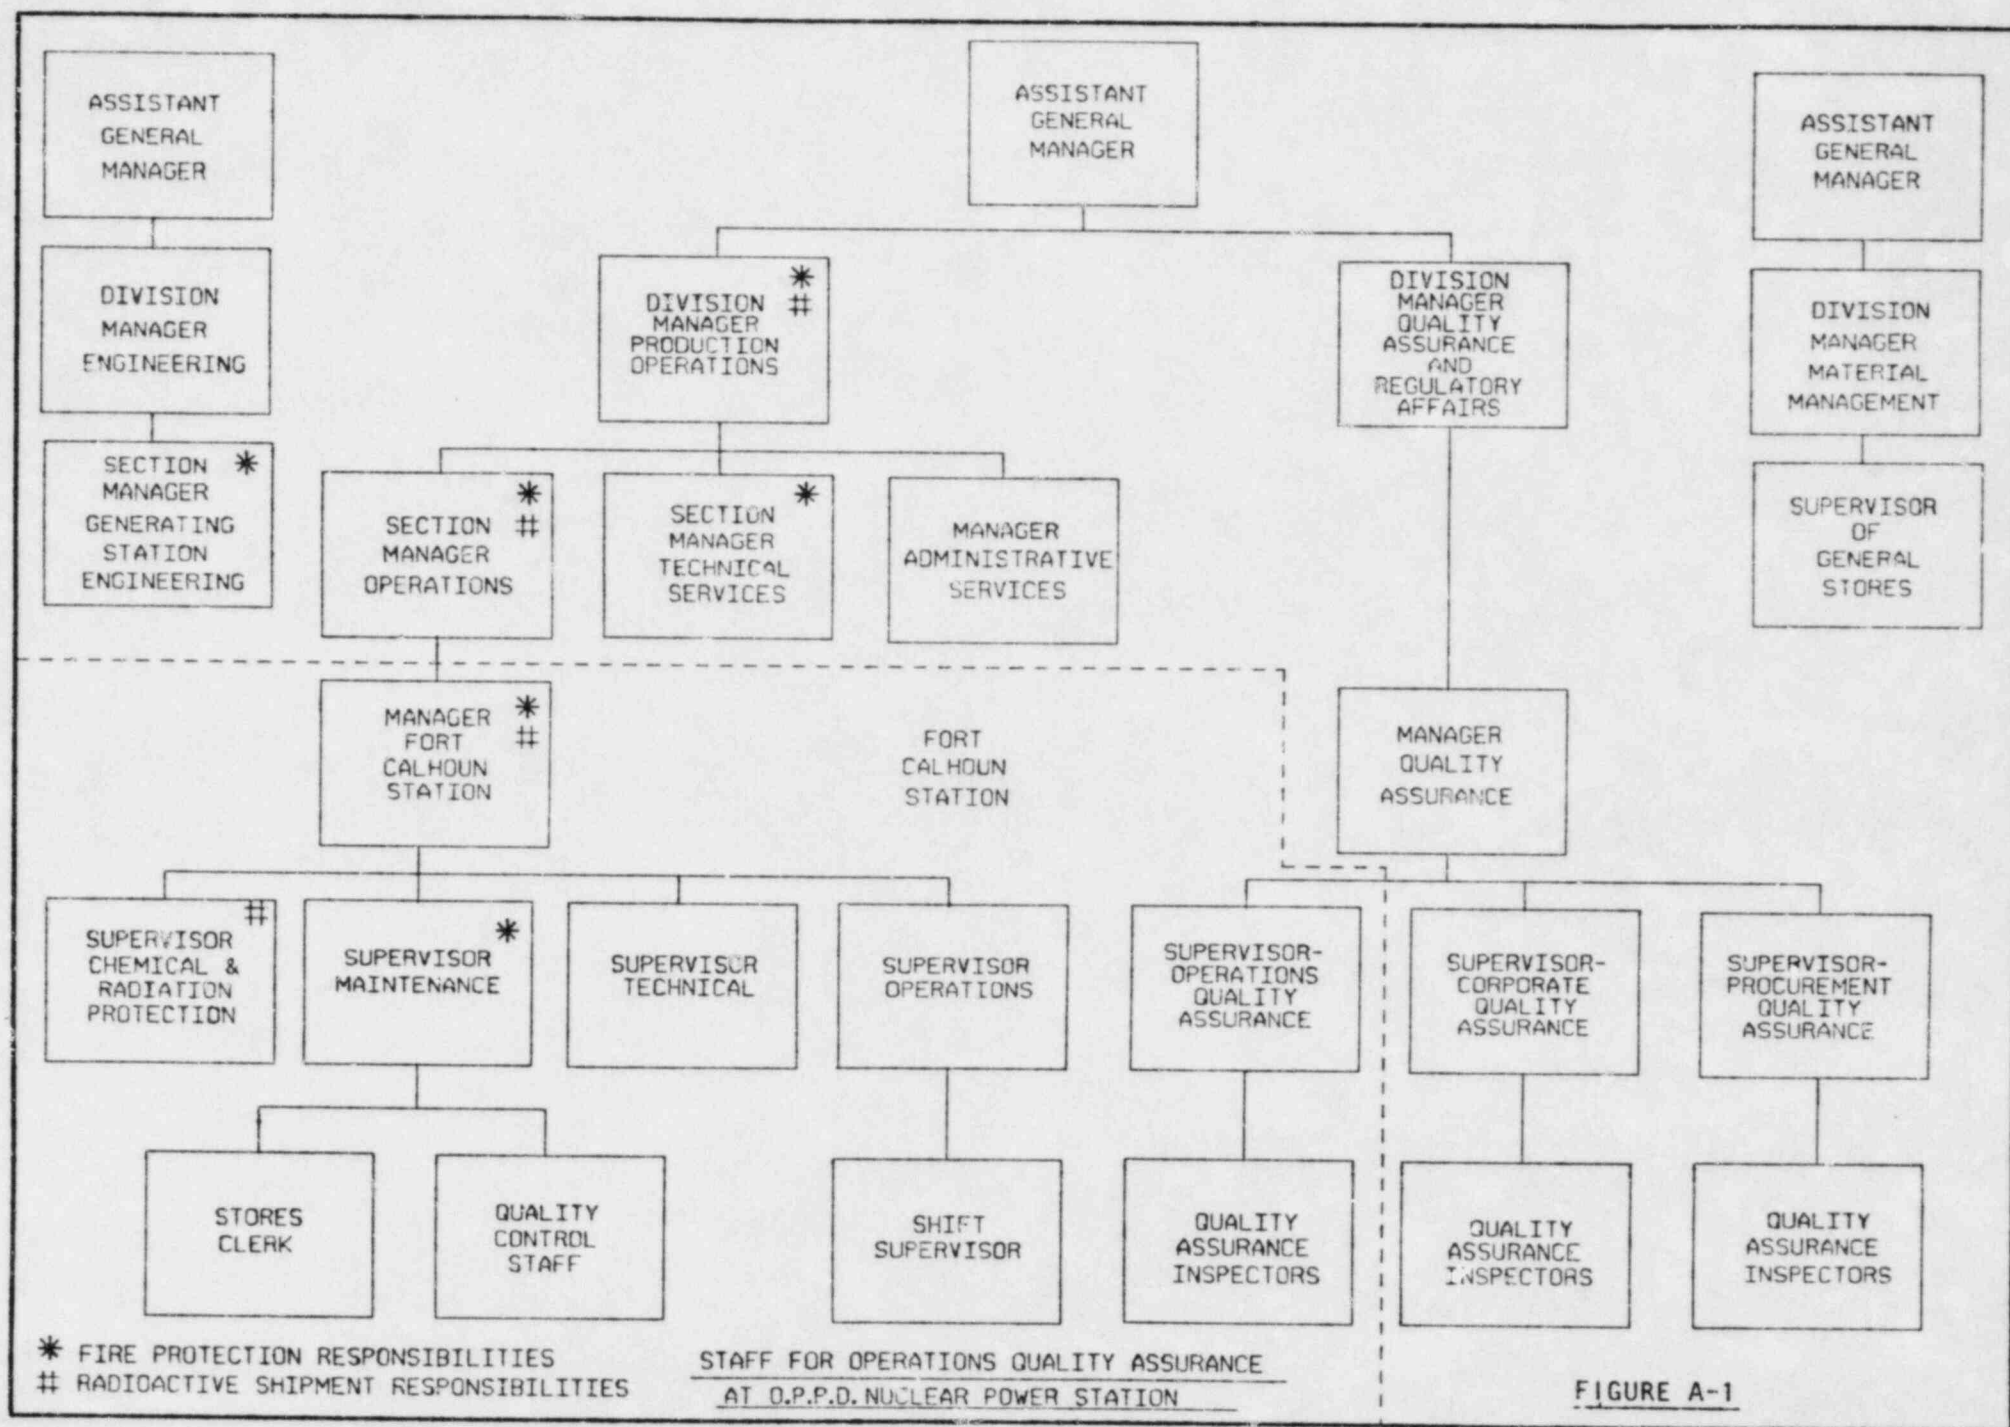 ASSISTANT
GENERAL
MANAGER
ASSISTANT
GENERAL
MANAGER
ASSISTANT
GENERAL
MANAGER
DIVISION
MANAGER
ENGINEERING
*
DIVISION #
MANAGER
PRODUCTION
OPERATIONS
DIVISION
MANAGER
QUALITY
ASSURANCE
AND
REGULATORY
AFFAIRS
DIVISION
MANAGER
MATERIAL
MANAGEMENT
SECTION *
MANAGER
GENERATING
STATION
ENGINEERING
*
SECTION #
MANAGER
OPERATIONS
*
SECTION
MANAGER
TECHNICAL
SERVICES
MANAGER
ADMINISTRATIVE
SERVICES
SUPERVISOR
OF
GENERAL
STORES
MANAGER *
FORT #
CALHOUN
STATION
FORT
CALHOUN
STATION
MANAGER
QUALITY
ASSURANCE
#
SUPERVISOR
CHEMICAL &
RADIATION
PROTECTION
*
SUPERVISOR
MAINTENANCE
SUPERVISOR
TECHNICAL
SUPERVISOR
OPERATIONS
SUPERVISOR-
OPERATIONS
QUALITY
ASSURANCE
SUPERVISOR-
CORPORATE
QUALITY
ASSURANCE
SUPERVISOR-
PROCUREMENT
QUALITY
ASSURANCE
STORES
CLERK
QUALITY
CONTROL
STAFF
SHIFT
SUPERVISOR
QUALITY
ASSURANCE
INSPECTORS
QUALITY
ASSURANCE
INSPECTORS
QUALITY
ASSURANCE
INSPECTORS
* FIRE PROTECTION RESPONSIBILITIES
# RADIOACTIVE SHIPMENT RESPONSIBILITIES
STAFF FOR OPERATIONS QUALITY ASSURANCE
AT O.P.P.D. NUCLEAR POWER STATION
FIGURE A-1